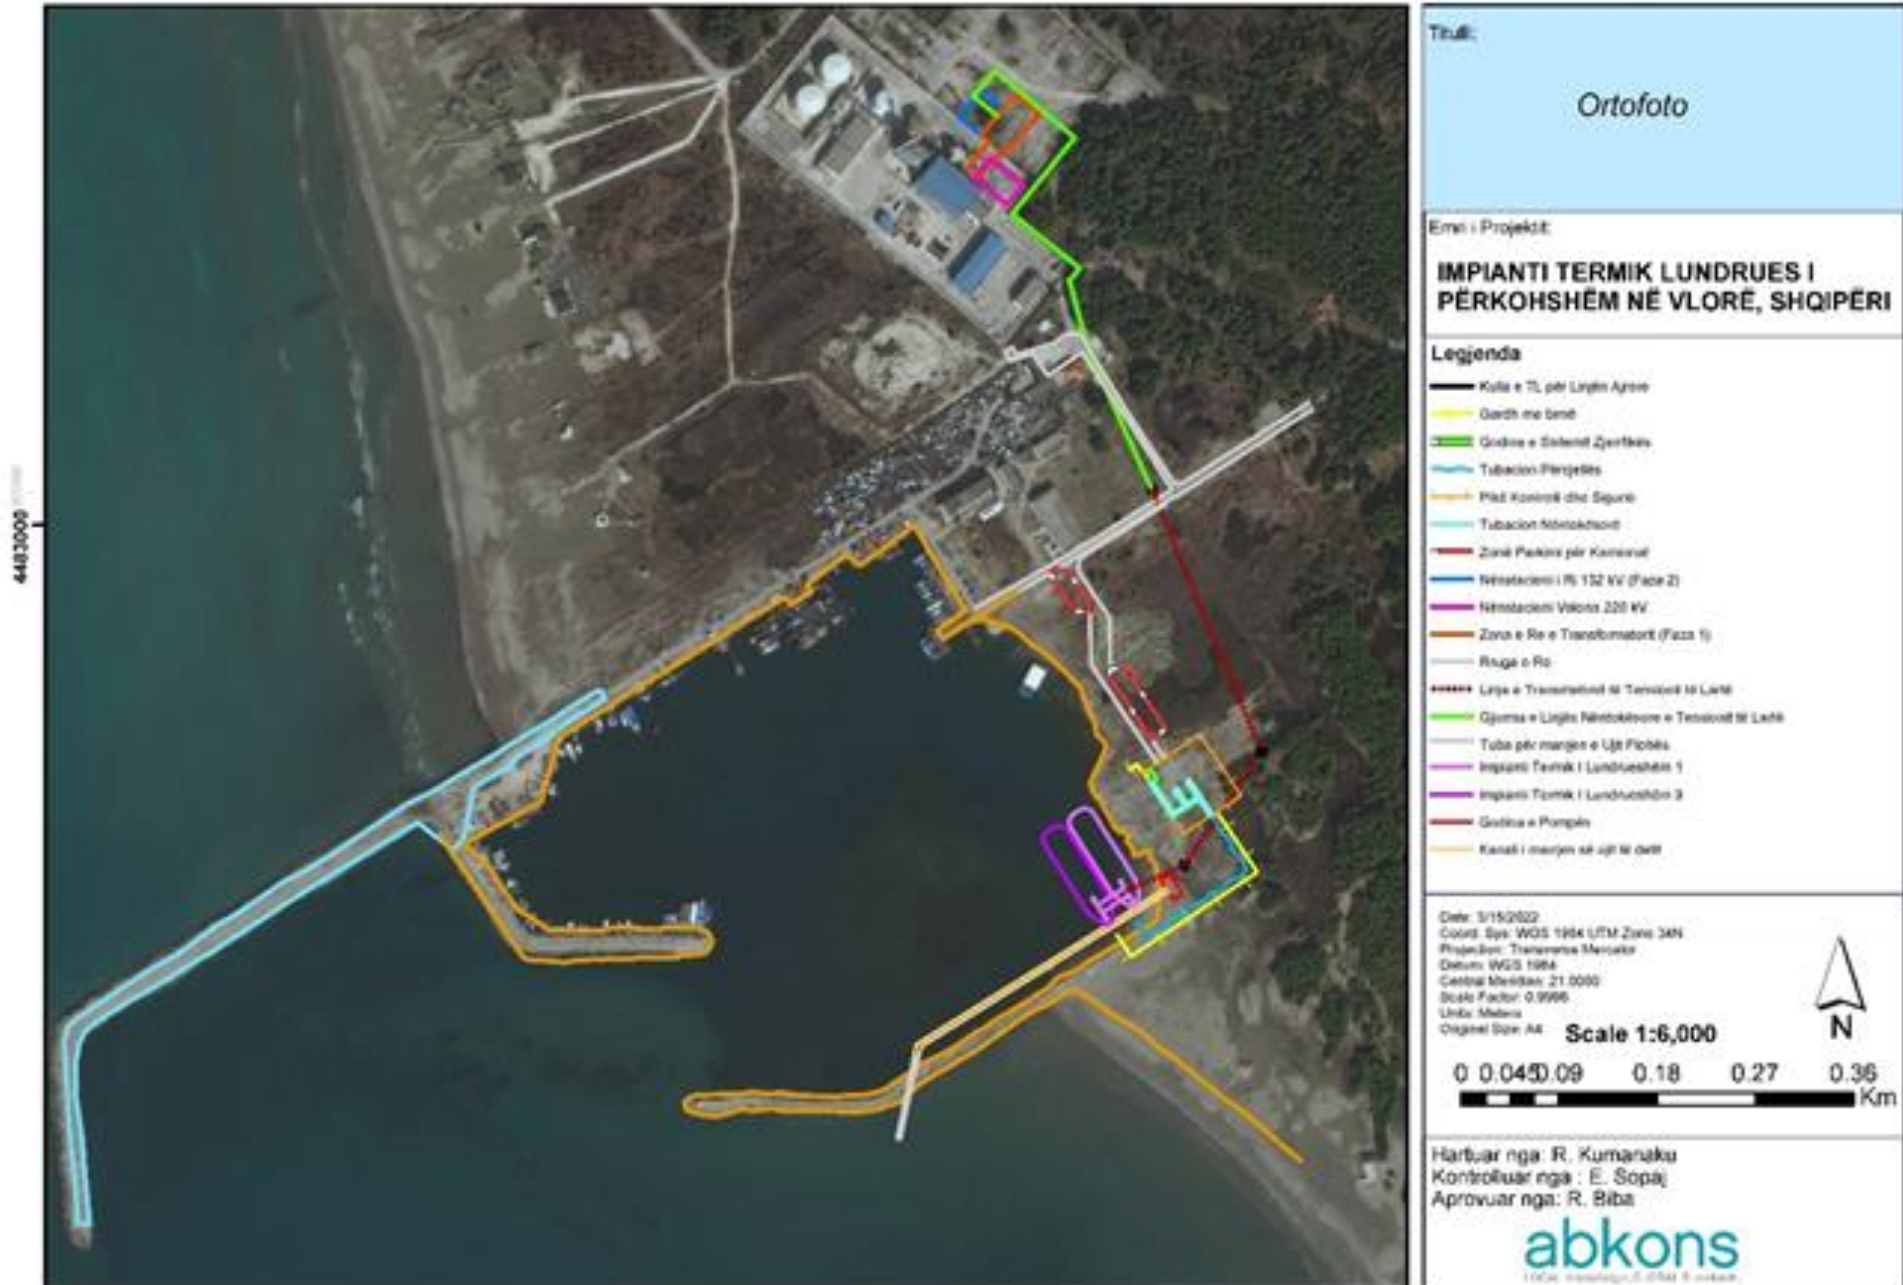 4483000
Titulli:
Ortofoto
Emri i Projektit:
IMPIANTI TERMIK LUNDRUES I
PËRKOHSHËM NË VLORË, SHQIPËRI
Legjenda
Kulla e TL për Linjën Ajrore
Gardh me bimë
Godina e Sistemit Zjarrfikës
Tubacion Përcjellës
Pikë Kontrolli dhe Sigurie
Tubacion Nëntokësorë
Zonë Parkimi për Kamionat
Nënstacioni i Ri 132 kV (Faza 2)
Nënstacioni Valona 220 kV
Zona e Re e Transformatorit (Faza 1)
Rruga e Re
Linja e Transmetimit të Tensionit të Lartë
Gjurma e Linjës Nëntokësore e Tensionit të Lartë
Tuba për marrjen e Ujit Ftohës
Impianti Termik I Lundrueshëm 1
Impianti Termik I Lundrueshëm 3
Godina e Pompës
Kanali i marrjes së ujit të detit
Date: 3/15/2022
Coord. Sys: WGS 1984 UTM Zone 34N
Projection: Transverse Mercator
Datum: WGS 1984
Central Meridian: 21.0000
Scale Factor: 0.9996
Units: Meters
Original Size: A4
Scale 1:6,000
N
0 0.045 0.09 0.18 0.27 0.36
Km
Hartuar nga: R. Kumanaku
Kontrolluar nga : E. Sopaj
Aprovuar nga: R. Biba
abkons